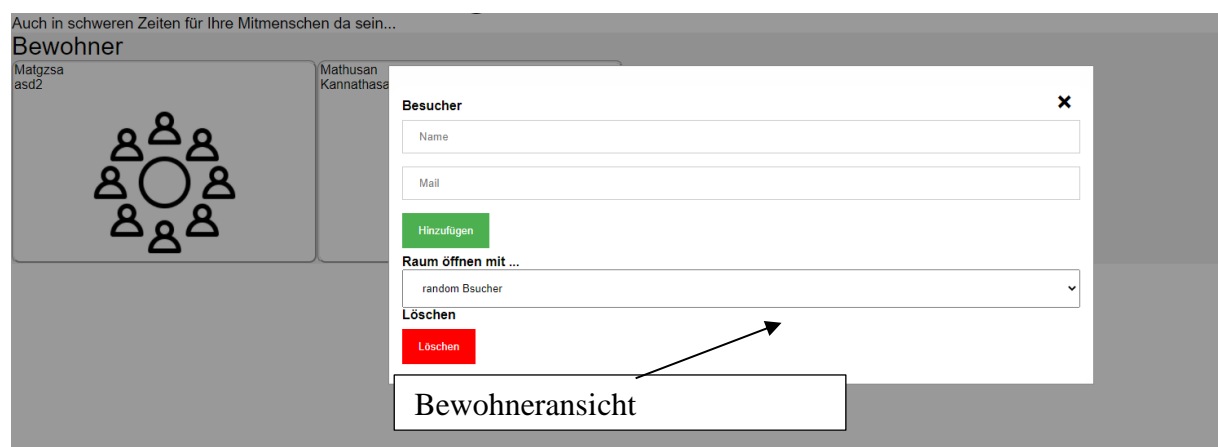 Auch in schweren Zeiten für Ihre Mitmenschen da sein...
Bewohner
Matgzsa
asd2
Mathusan
Kannathasa
Besucher
Name
Mail
Hinzufügen
Raum öffnen mit ...
random Bsucher
Löschen
Löschen
Bewohneransicht